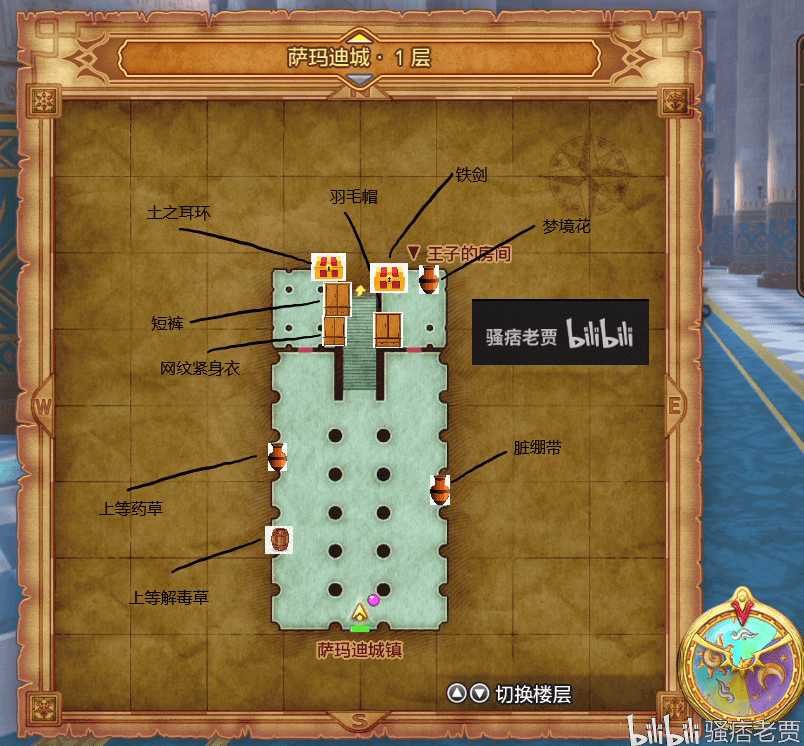 萨玛迪城·1层
N
铁剑
羽毛帽
土之耳环
梦境花
王子的房间
短裤
骚痞老贾 bilibili
网纹紧身衣
W
E
脏绷带
上等药草
上等解毒草
萨玛迪城镇
切换楼层
S
bilibili 骚痞老贾